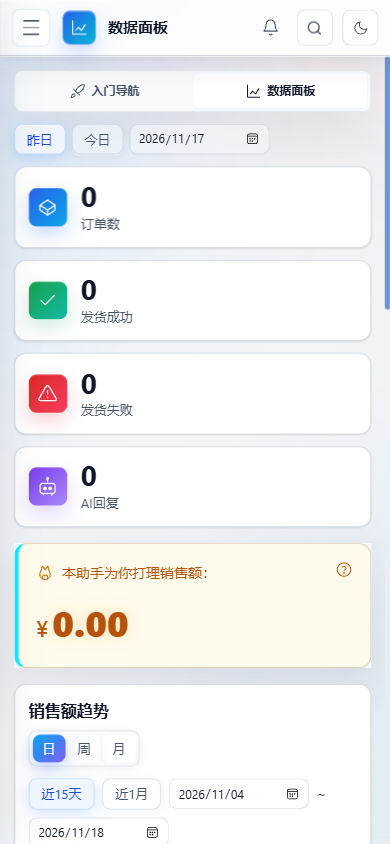 数据面板
入门导航 数据面板
昨日 今日 2026/11/17
0
订单数
0
发货成功
0
发货失败
0
AI回复
本助手为你打理销售额:
¥0.00
销售额趋势
日 周 月
近15天 近1月 2026/11/04 ~
2026/11/18